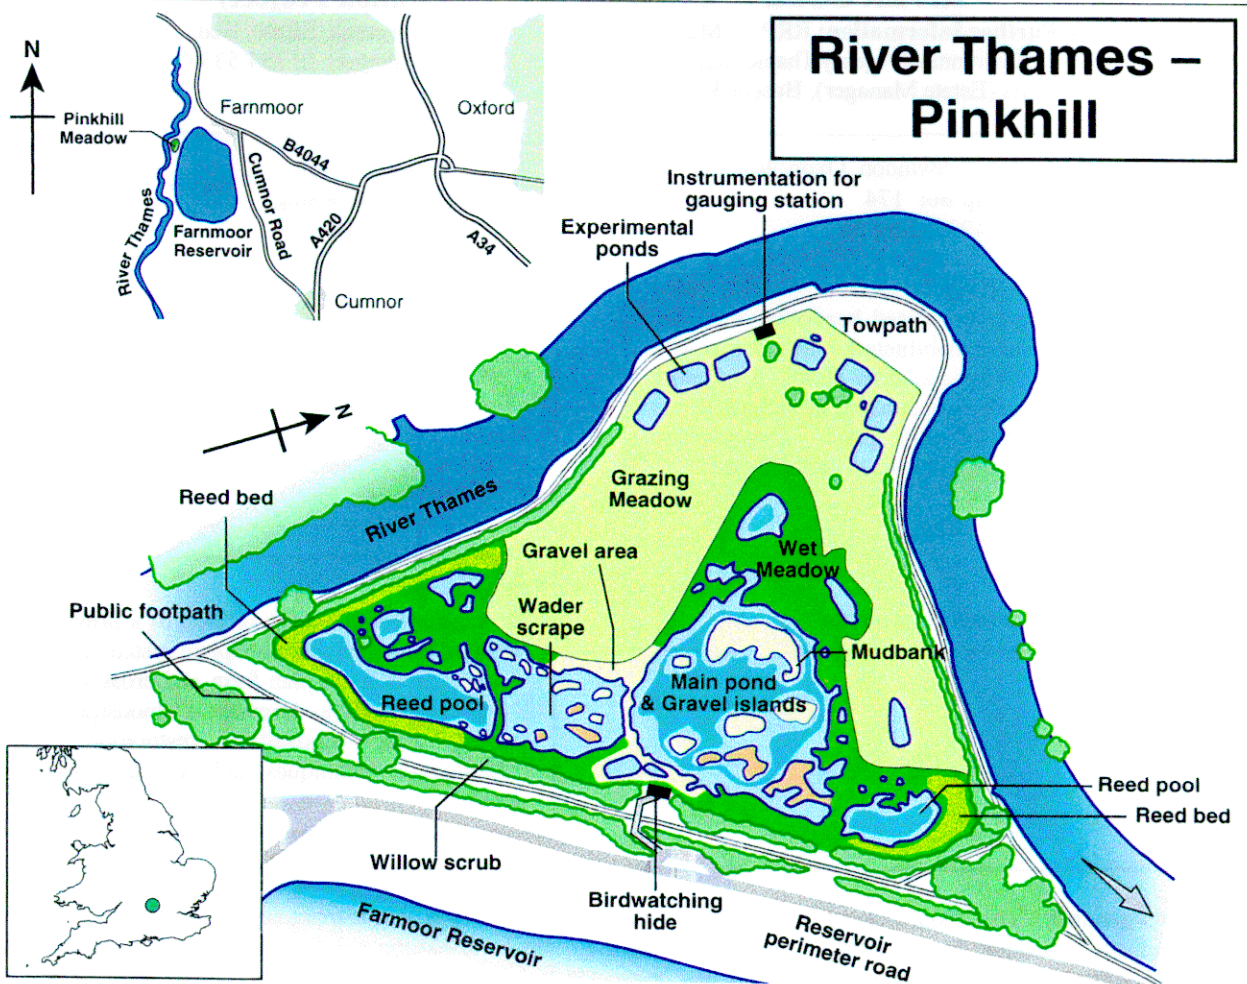 River Thames –
Pinkhill
N
Pinkhill
Meadow
Farnmoor
Oxford
B4044
Cumnor Road
A420
A34
River Thames
Farnmoor
Reservoir
Cumnor
Instrumentation for
gauging station
Experimental
ponds
Towpath
N
Reed bed
River Thames
Grazing
Meadow
Gravel area
Wet
Meadow
Public footpath
Wader
scrape
Mudbank
Reed pool
Main pond
& Gravel islands
Reed pool
Reed bed
Willow scrub
Birdwatching
hide
Farmoor Reservoir
Reservoir
perimeter road